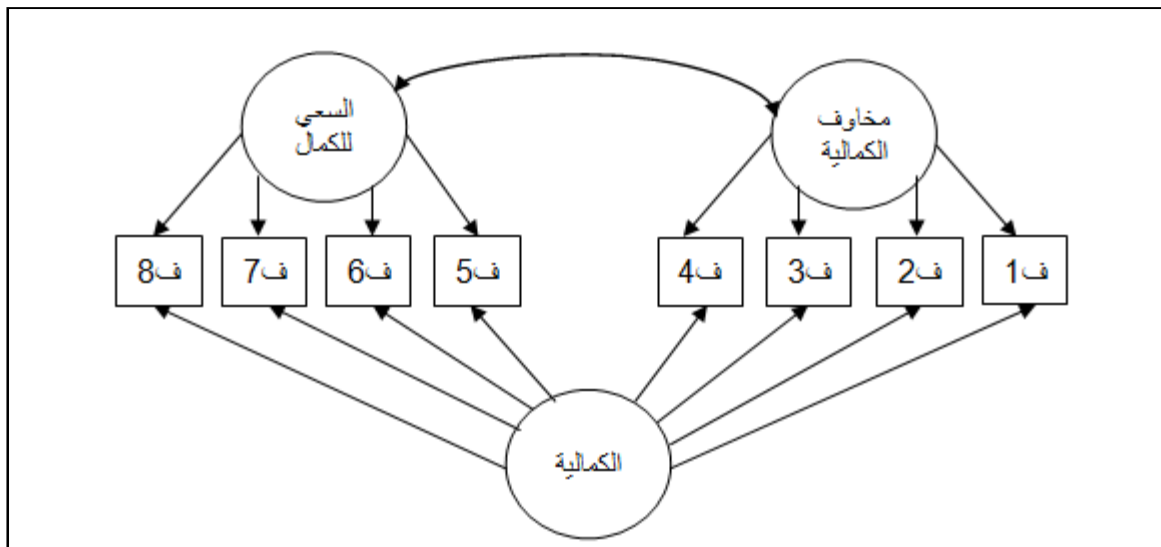 مخاوف
الكمالية
السعي
للكمال
ف1
ف2
ف3
ف4
ف5
ف6
ف7
ف8
الكمالية